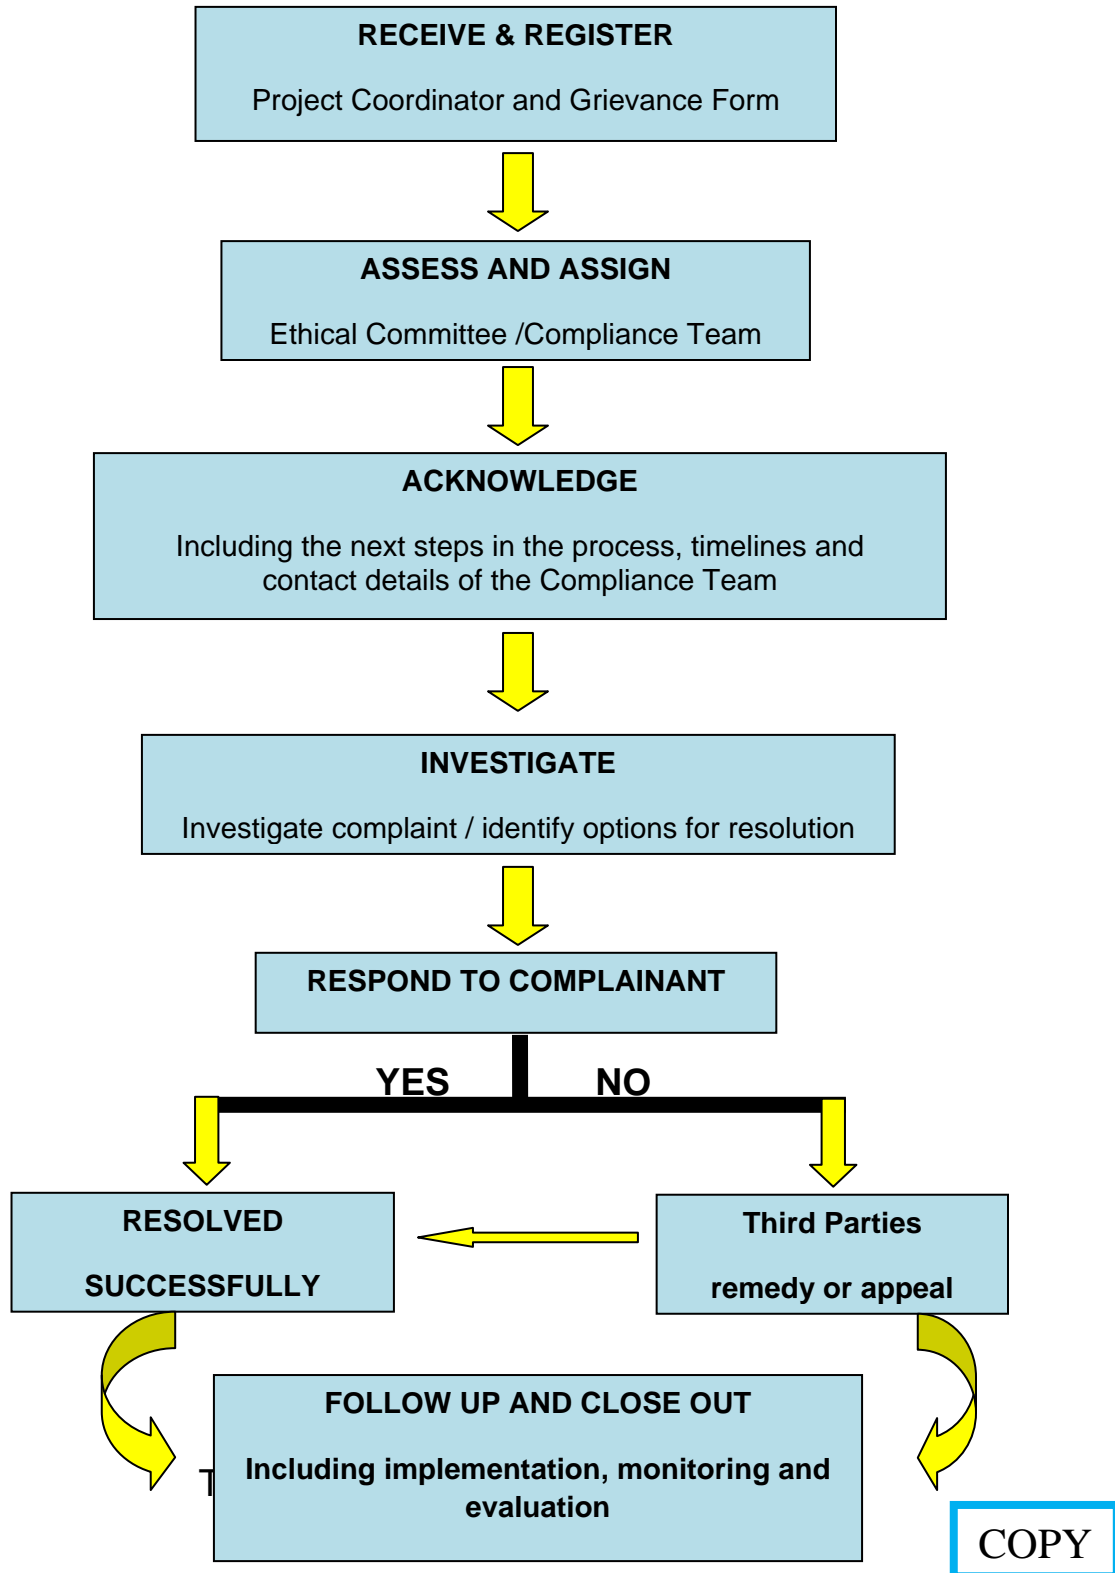 RECEIVE & REGISTER
Project Coordinator and Grievance Form
ASSESS AND ASSIGN
Ethical Committee /Compliance Team
ACKNOWLEDGE
Including the next steps in the process, timelines and
contact details of the Compliance Team
INVESTIGATE
Investigate complaint / identify options for resolution
RESPOND TO COMPLAINANT
YES NO
RESOLVED
SUCCESSFULLY
Third Parties
remedy or appeal
FOLLOW UP AND CLOSE OUT
Including implementation, monitoring and
evaluation
COPY